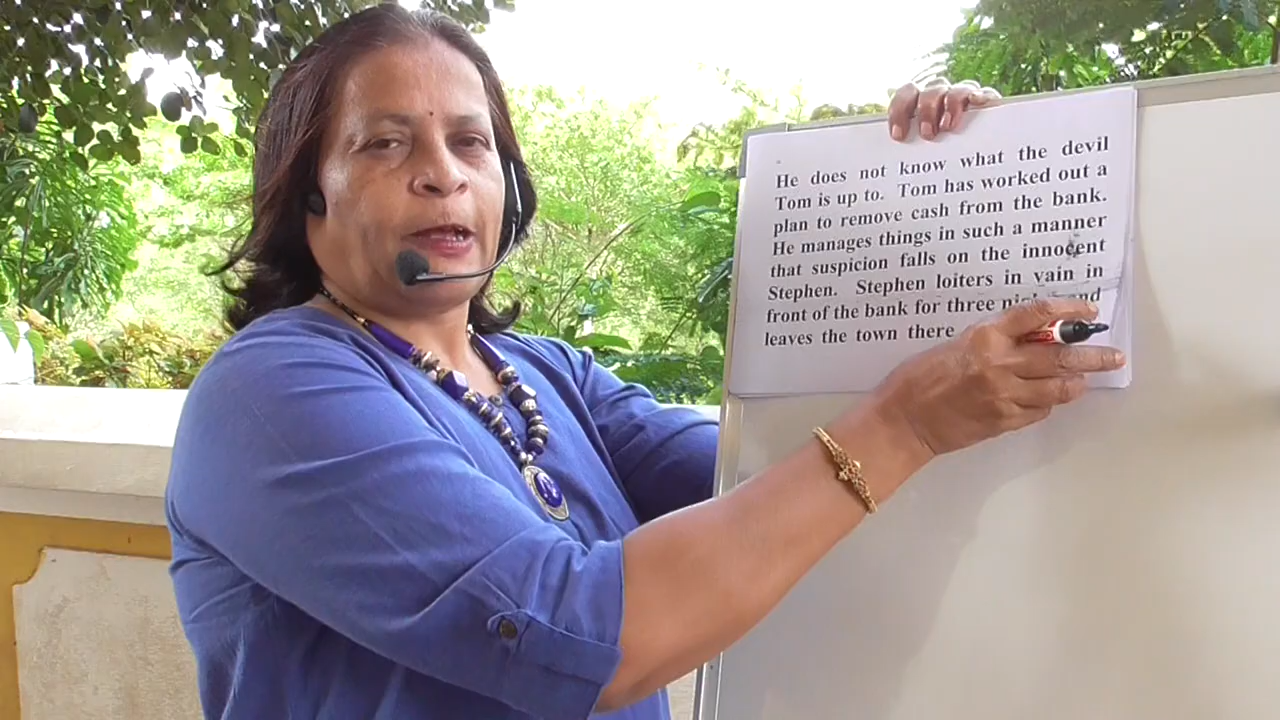 He does not know what the devil
Tom is up to. Tom has worked out a
plan to remove cash from the bank.
He manages things in such a manner
that suspicion falls on the innocent
Stephen. Stephen loiters in vain in
front of the bank for three and
leaves the town there